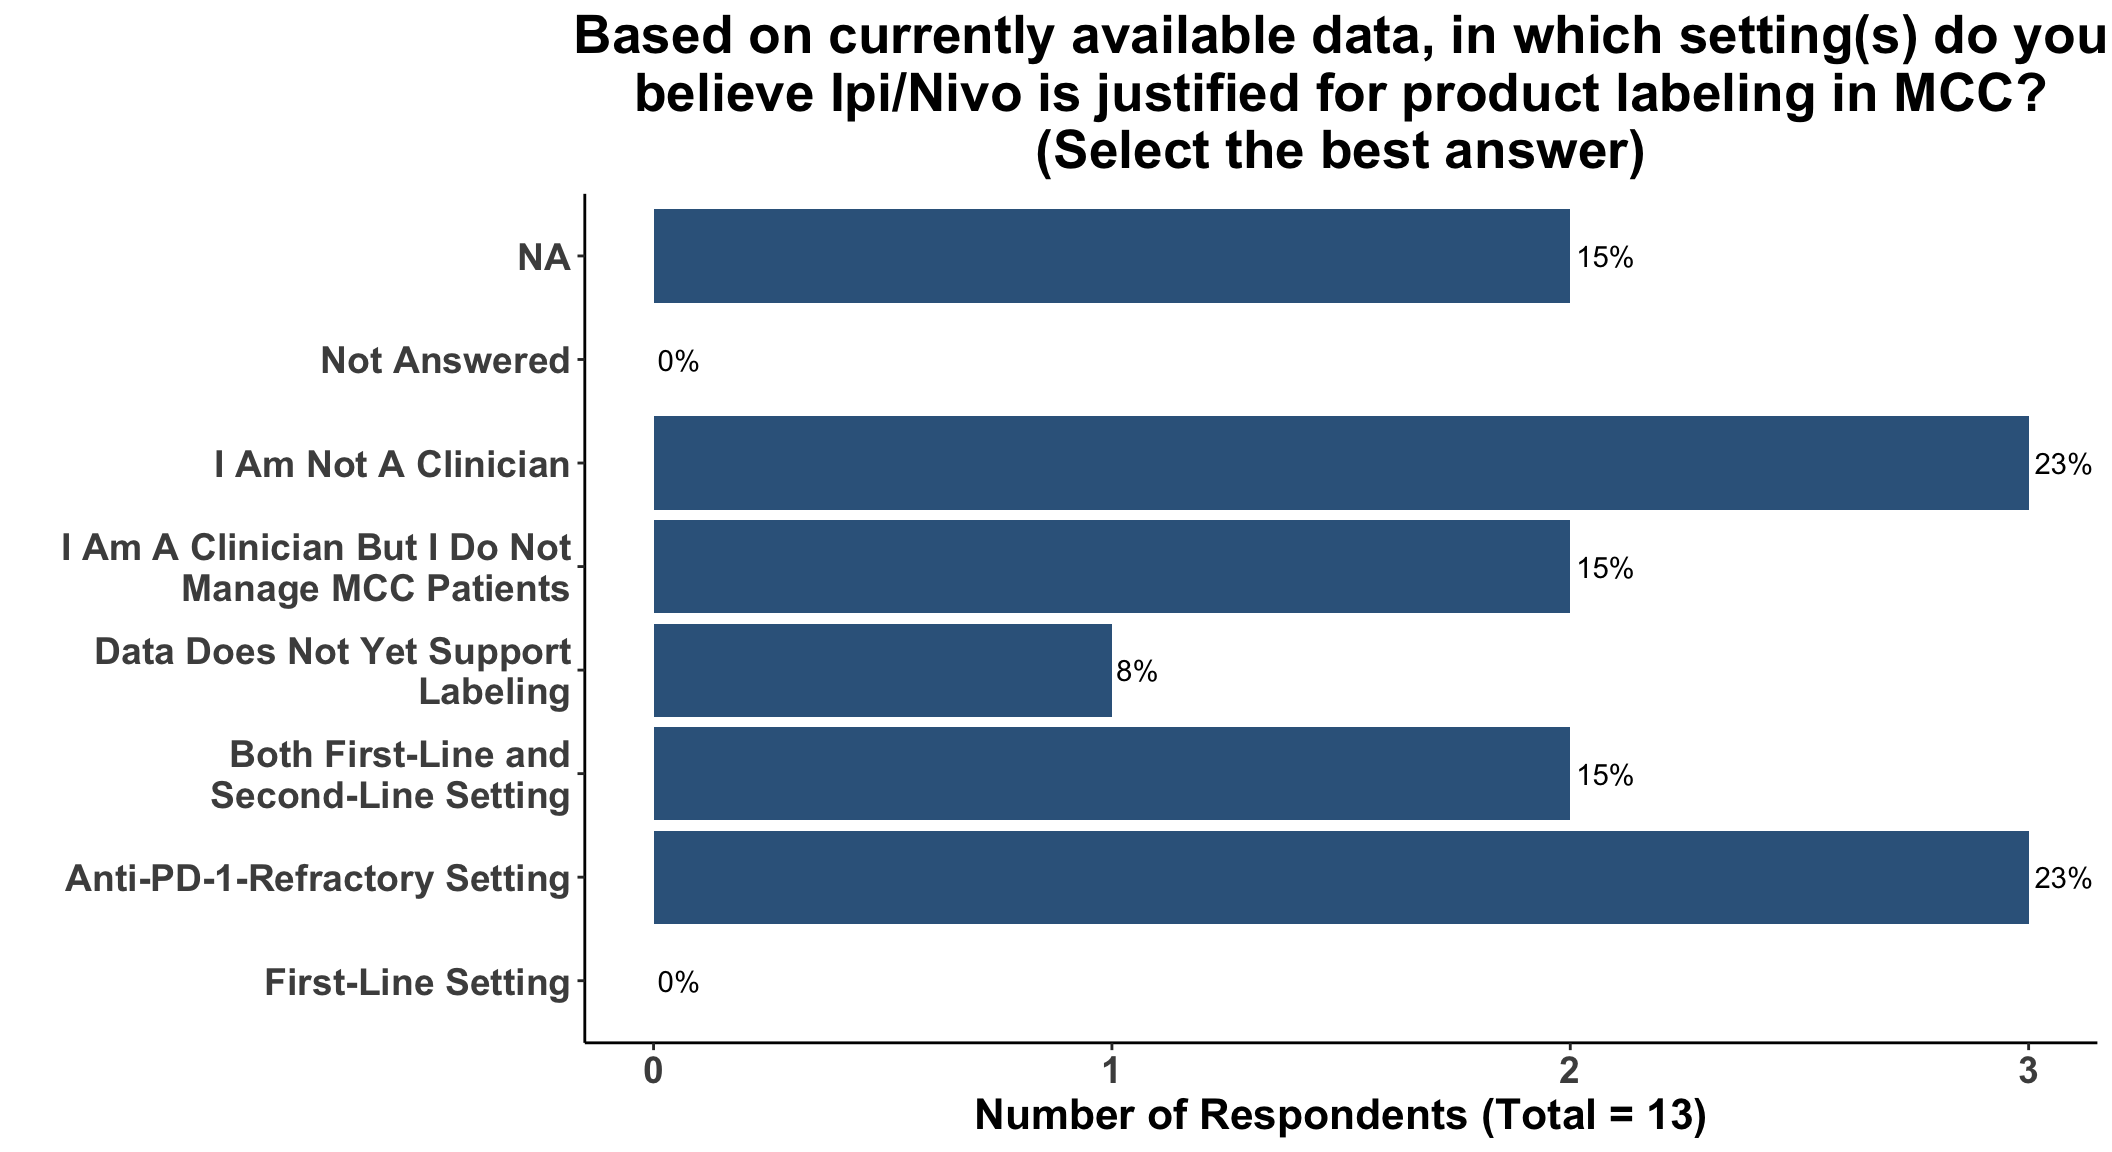 Based on currently available data, in which setting(s) do you
believe Ipi/Nivo is justified for product labeling in MCC?
(Select the best answer)
NA
15%
Not Answered
0%
I Am Not A Clinician
23%
I Am A Clinician But I Do Not
Manage MCC Patients
15%
Data Does Not Yet Support
Labeling
8%
Both First-Line and
Second-Line Setting
15%
Anti-PD-1-Refractory Setting
23%
First-Line Setting
0%
0
1
2
3
Number of Respondents (Total = 13)